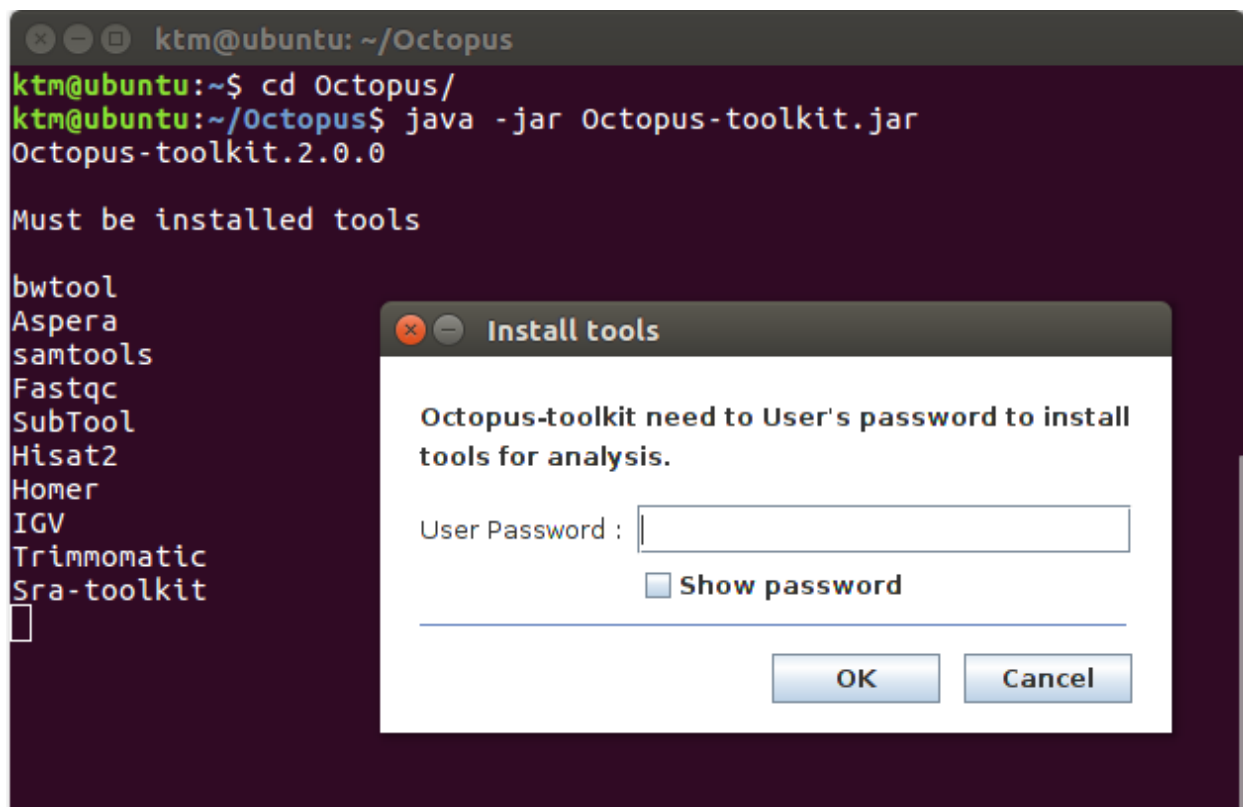 ktm@ubuntu: ~/Octopus
ktm@ubuntu:~$ cd Octopus/
ktm@ubuntu:~/Octopus$ java -jar Octopus-toolkit.jar
Octopus-toolkit.2.0.0
Must be installed tools
bwtool
Aspera
samtools
Fastqc
SubTool
Hisat2
Homer
IGV
Trimmomatic
Sra-toolkit
Install tools
Octopus-toolkit need to User's password to install
tools for analysis.
User Password :
Show password
OK Cancel